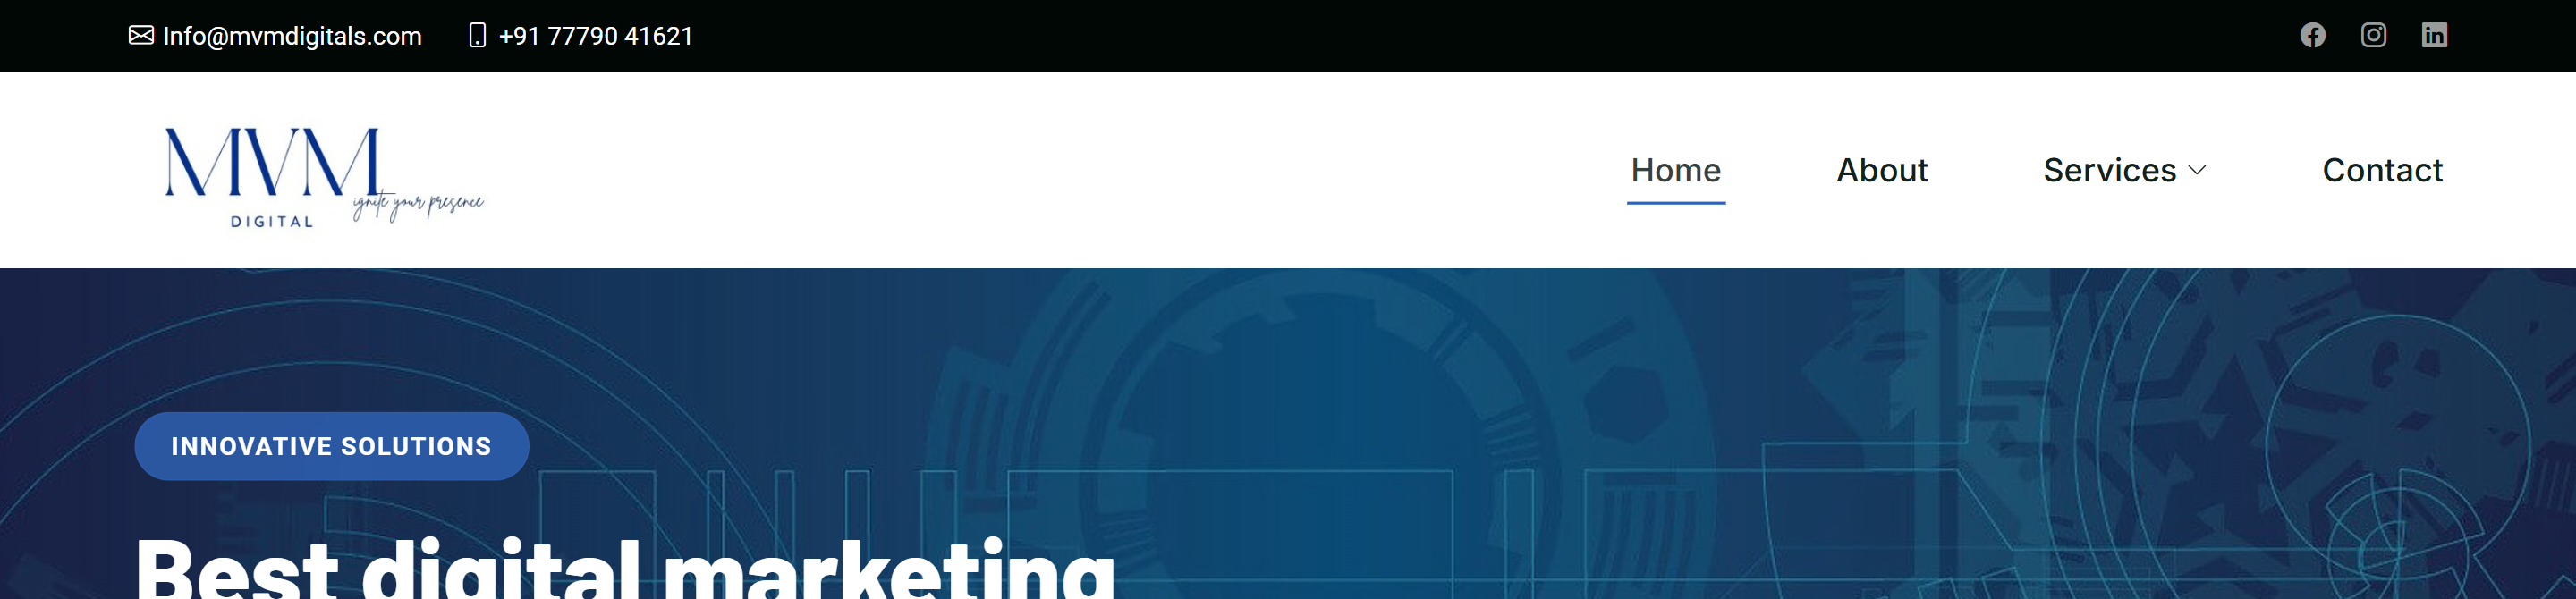 Info@mvmdigitals.com +91 77790 41621
MVM
ignite your presence
DIGITAL
Home About Services Contact
INNOVATIVE SOLUTIONS
Best digital marketing